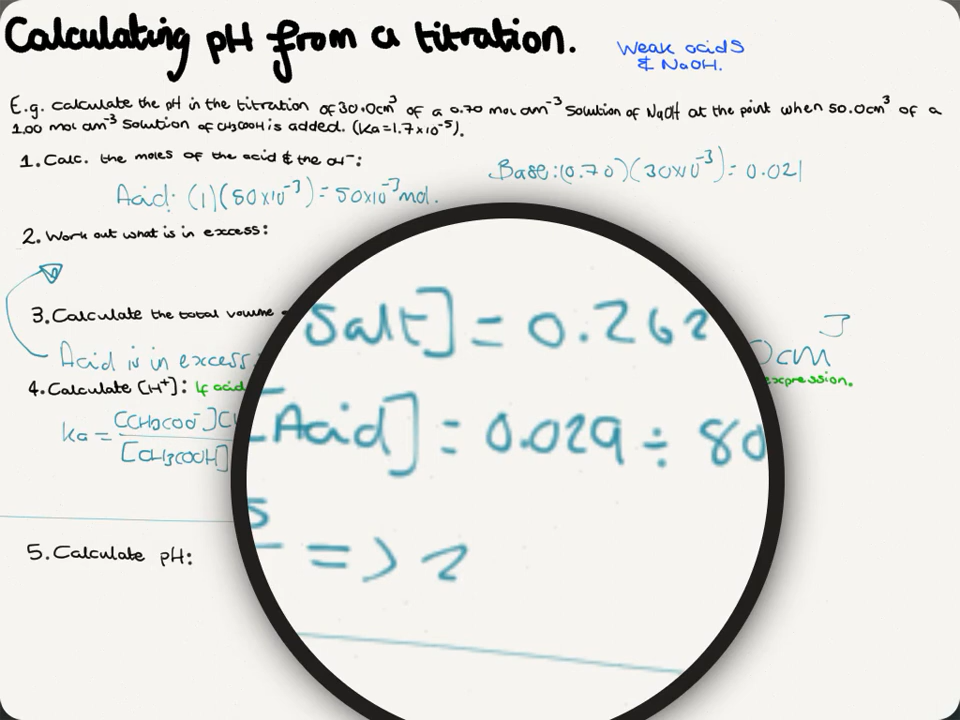 Calculating pH from a titration.
Weak acids
& NaOH.
E.g. calculate the pH in the titration of 30.0cm³ of a 0.70 mol dm⁻³ solution of NaOH at the point when 50.0cm³ of a
1.00 mol dm⁻³ solution of CH3COOH is added. (Ka=1.7x10⁻⁵).
1. Calc. the moles of the acid & the OH⁻:
Base: (0.70)(30x10⁻³)= 0.021
Acid: (1)(50x10⁻³)= 50x10⁻³ mol.
2. Work out what is in excess:
3. Calculate the total volume
Acid is in excess
0cm³
4. Calculate [H⁺]: If acid
expression.
Ka = [CH3COO⁻][
[CH3COOH]
Salt] = 0.262
[Acid] = 0.029 ÷ 80
=> 2
5. Calculate pH: